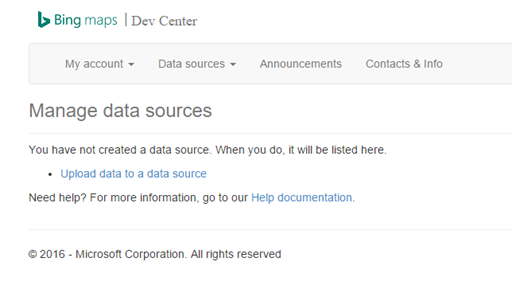 Bing maps | Dev Center
My account Data sources Announcements Contacts & Info
Manage data sources
You have not created a data source. When you do, it will be listed here.
• Upload data to a data source
Need help? For more information, go to our Help documentation.
© 2016 - Microsoft Corporation. All rights reserved